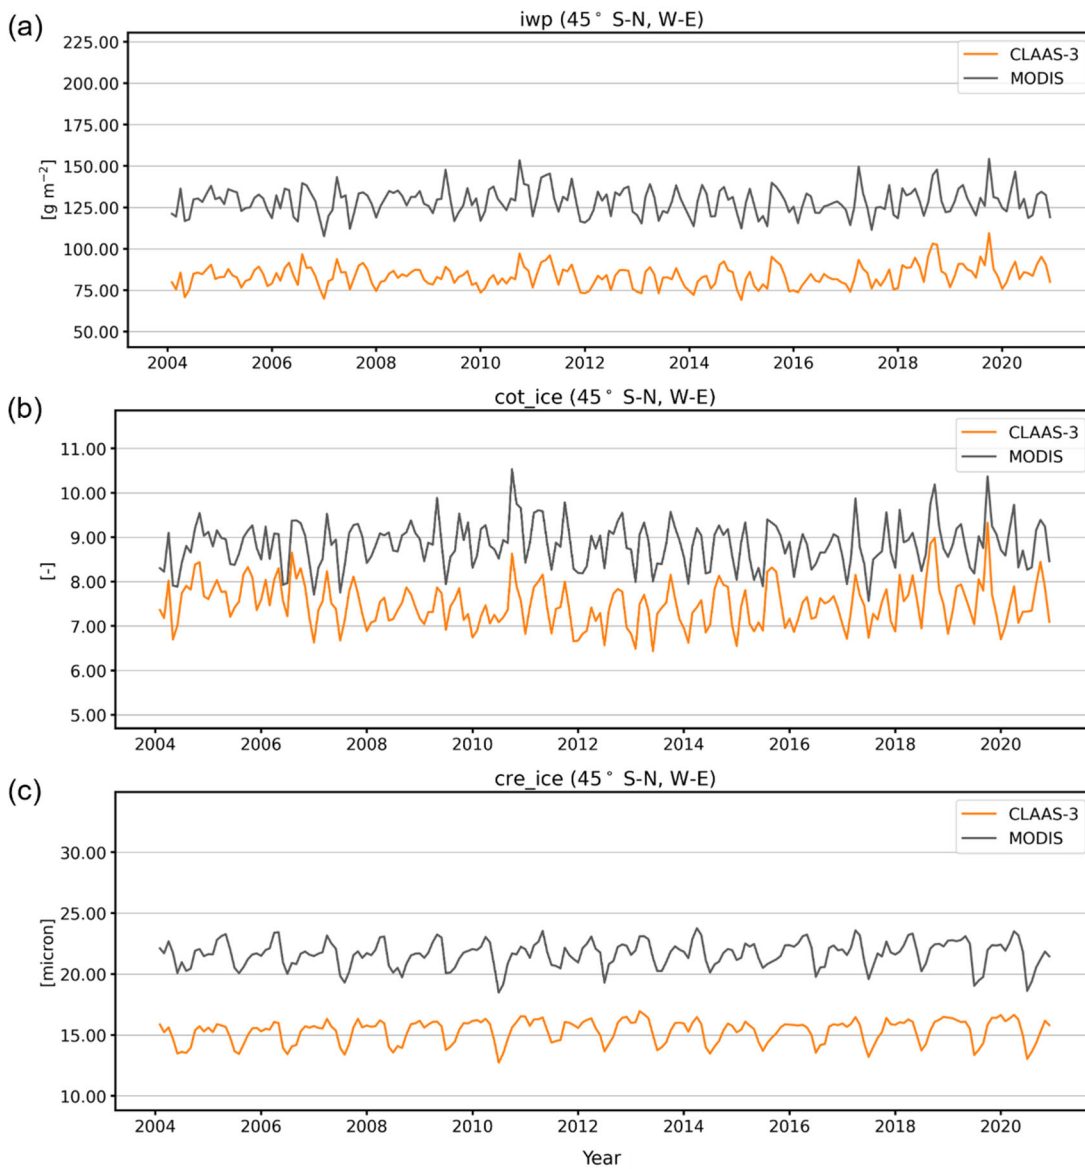 (a)
iwp (45° S-N, W-E)
225.00
200.00
175.00
150.00
125.00
100.00
75.00
50.00
[g m⁻²]
CLAAS-3
MODIS
2004 2006 2008 2010 2012 2014 2016 2018 2020
(b)
cot_ice (45° S-N, W-E)
11.00
10.00
9.00
8.00
7.00
6.00
5.00
[-]
CLAAS-3
MODIS
2004 2006 2008 2010 2012 2014 2016 2018 2020
(c)
cre_ice (45° S-N, W-E)
30.00
25.00
20.00
15.00
10.00
[micron]
CLAAS-3
MODIS
2004 2006 2008 2010 2012 2014 2016 2018 2020
Year